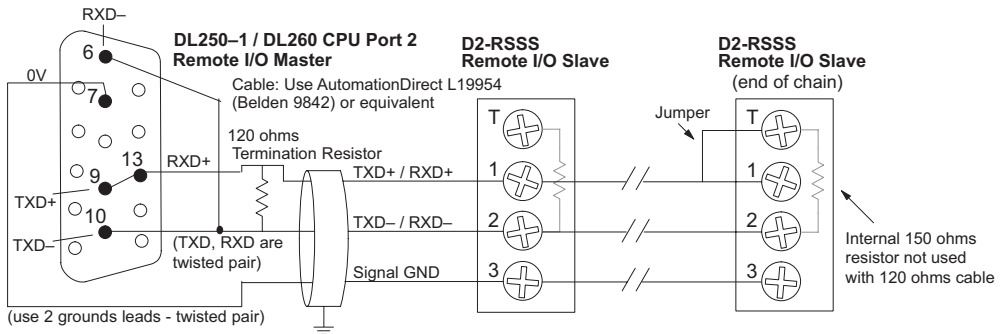 RXD–
6
0V
7
9
13
TXD+
10
TXD–
RXD+
DL250–1 / DL260 CPU Port 2
Remote I/O Master
Cable: Use AutomationDirect L19954
(Belden 9842) or equivalent
120 ohms
Termination Resistor
(TXD, RXD are
twisted pair)
(use 2 grounds leads - twisted pair)
TXD+ / RXD+
TXD– / RXD–
Signal GND
D2-RSSS
Remote I/O Slave
T
1
2
3
Jumper
D2-RSSS
Remote I/O Slave
(end of chain)
T
1
2
3
Internal 150 ohms
resistor not used
with 120 ohms cable